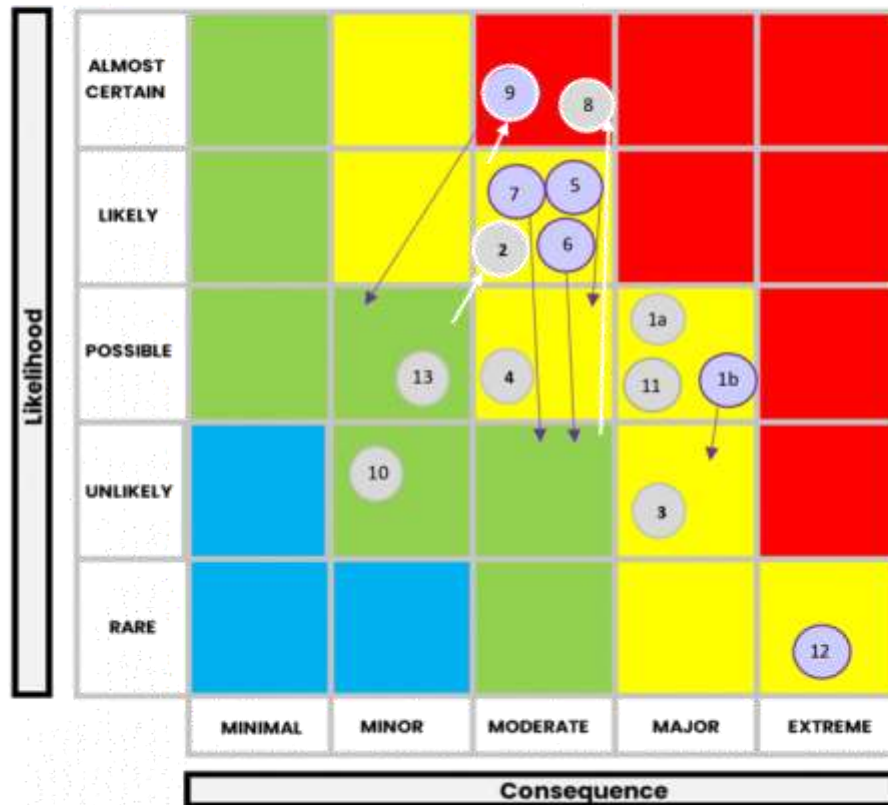 Likelihood
ALMOST
CERTAIN
9
8
LIKELY
7
5
2
6
POSSIBLE
1a
13
4
11
1b
UNLIKELY
10
3
RARE
12
MINIMAL
MINOR
MODERATE
MAJOR
EXTREME
Consequence